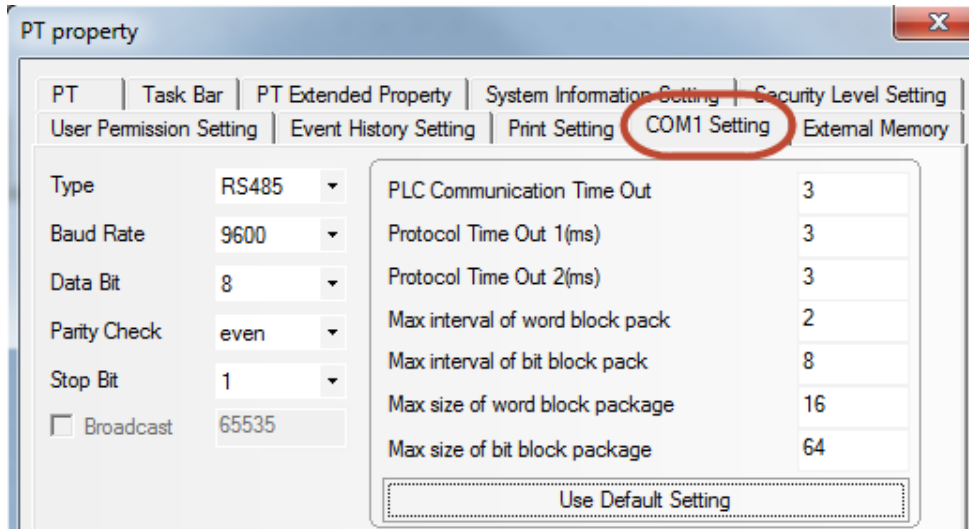 PT property
PT Task Bar PT Extended Property System Information Setting Security Level Setting
User Permission Setting Event History Setting Print Setting COM1 Setting External Memory
Type RS485
Baud Rate 9600
Data Bit 8
Parity Check even
Stop Bit 1
Broadcast 65535
PLC Communication Time Out 3
Protocol Time Out 1(ms) 3
Protocol Time Out 2(ms) 3
Max interval of word block pack 2
Max interval of bit block pack 8
Max size of word block package 16
Max size of bit block package 64
Use Default Setting